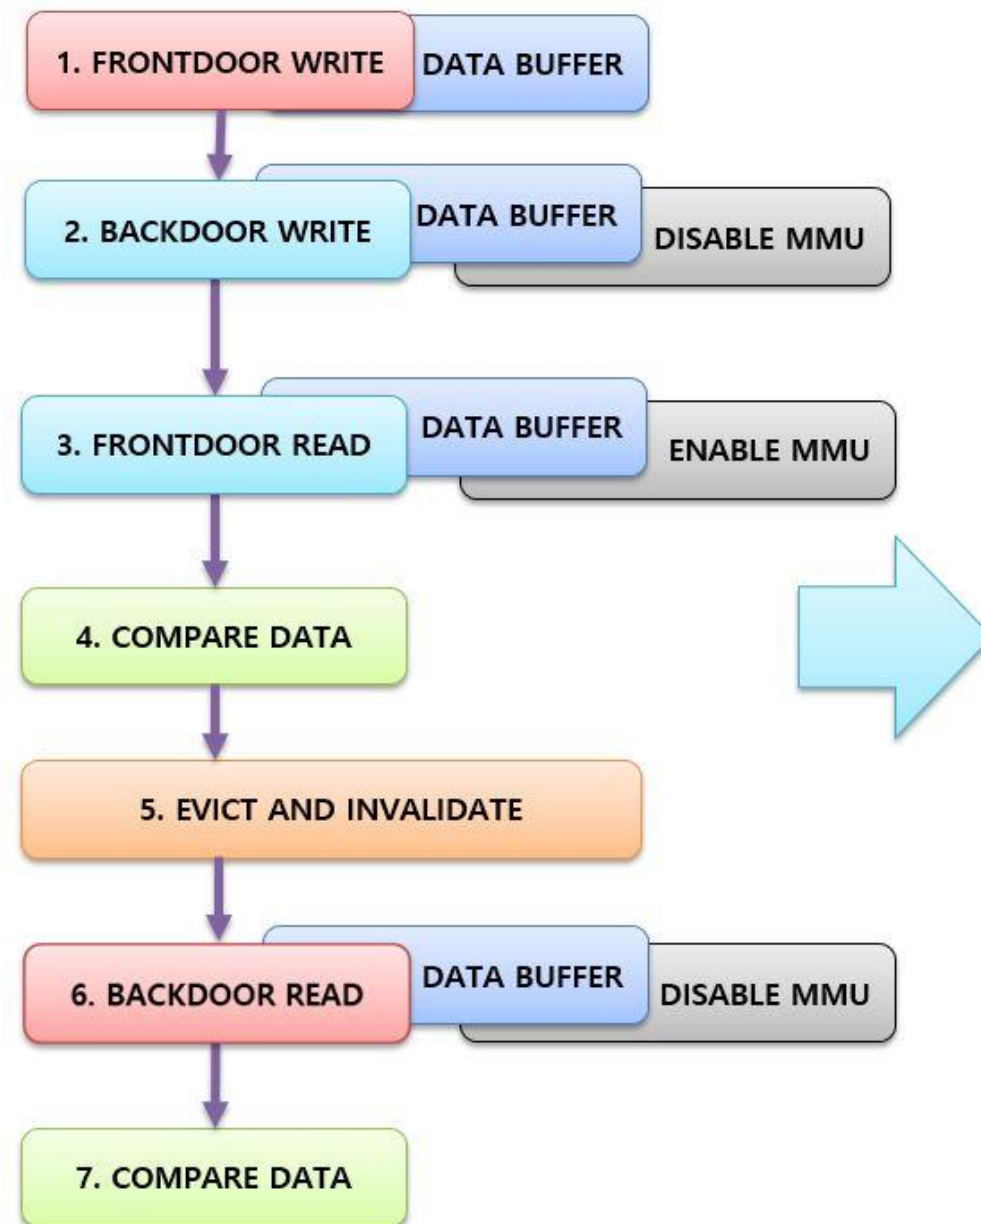 1. FRONTDOOR WRITE
DATA BUFFER
2. BACKDOOR WRITE
DATA BUFFER
DISABLE MMU
3. FRONTDOOR READ
DATA BUFFER
ENABLE MMU
4. COMPARE DATA
5. EVICT AND INVALIDATE
6. BACKDOOR READ
DATA BUFFER
DISABLE MMU
7. COMPARE DATA